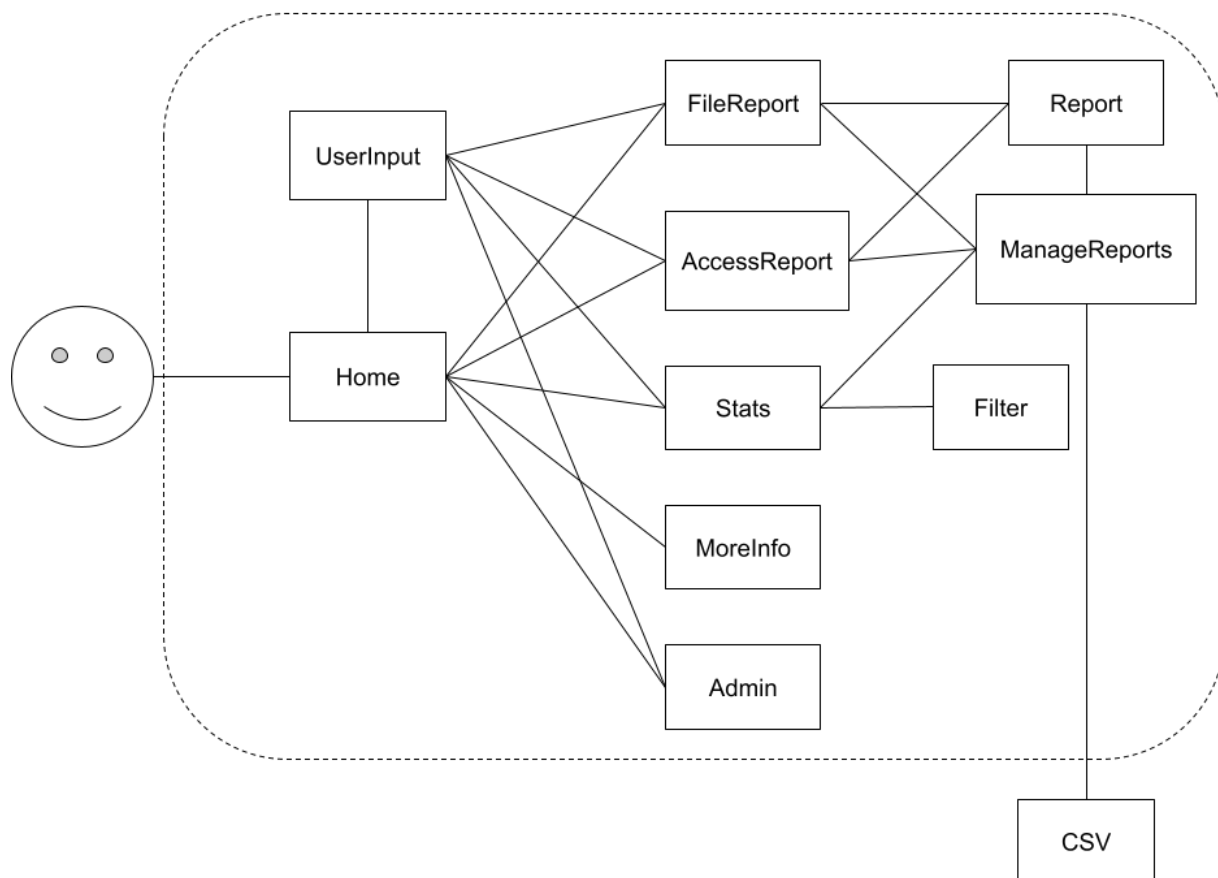 FileReport
Report
UserInput
AccessReport
ManageReports
Home
Stats
Filter
MoreInfo
Admin
CSV